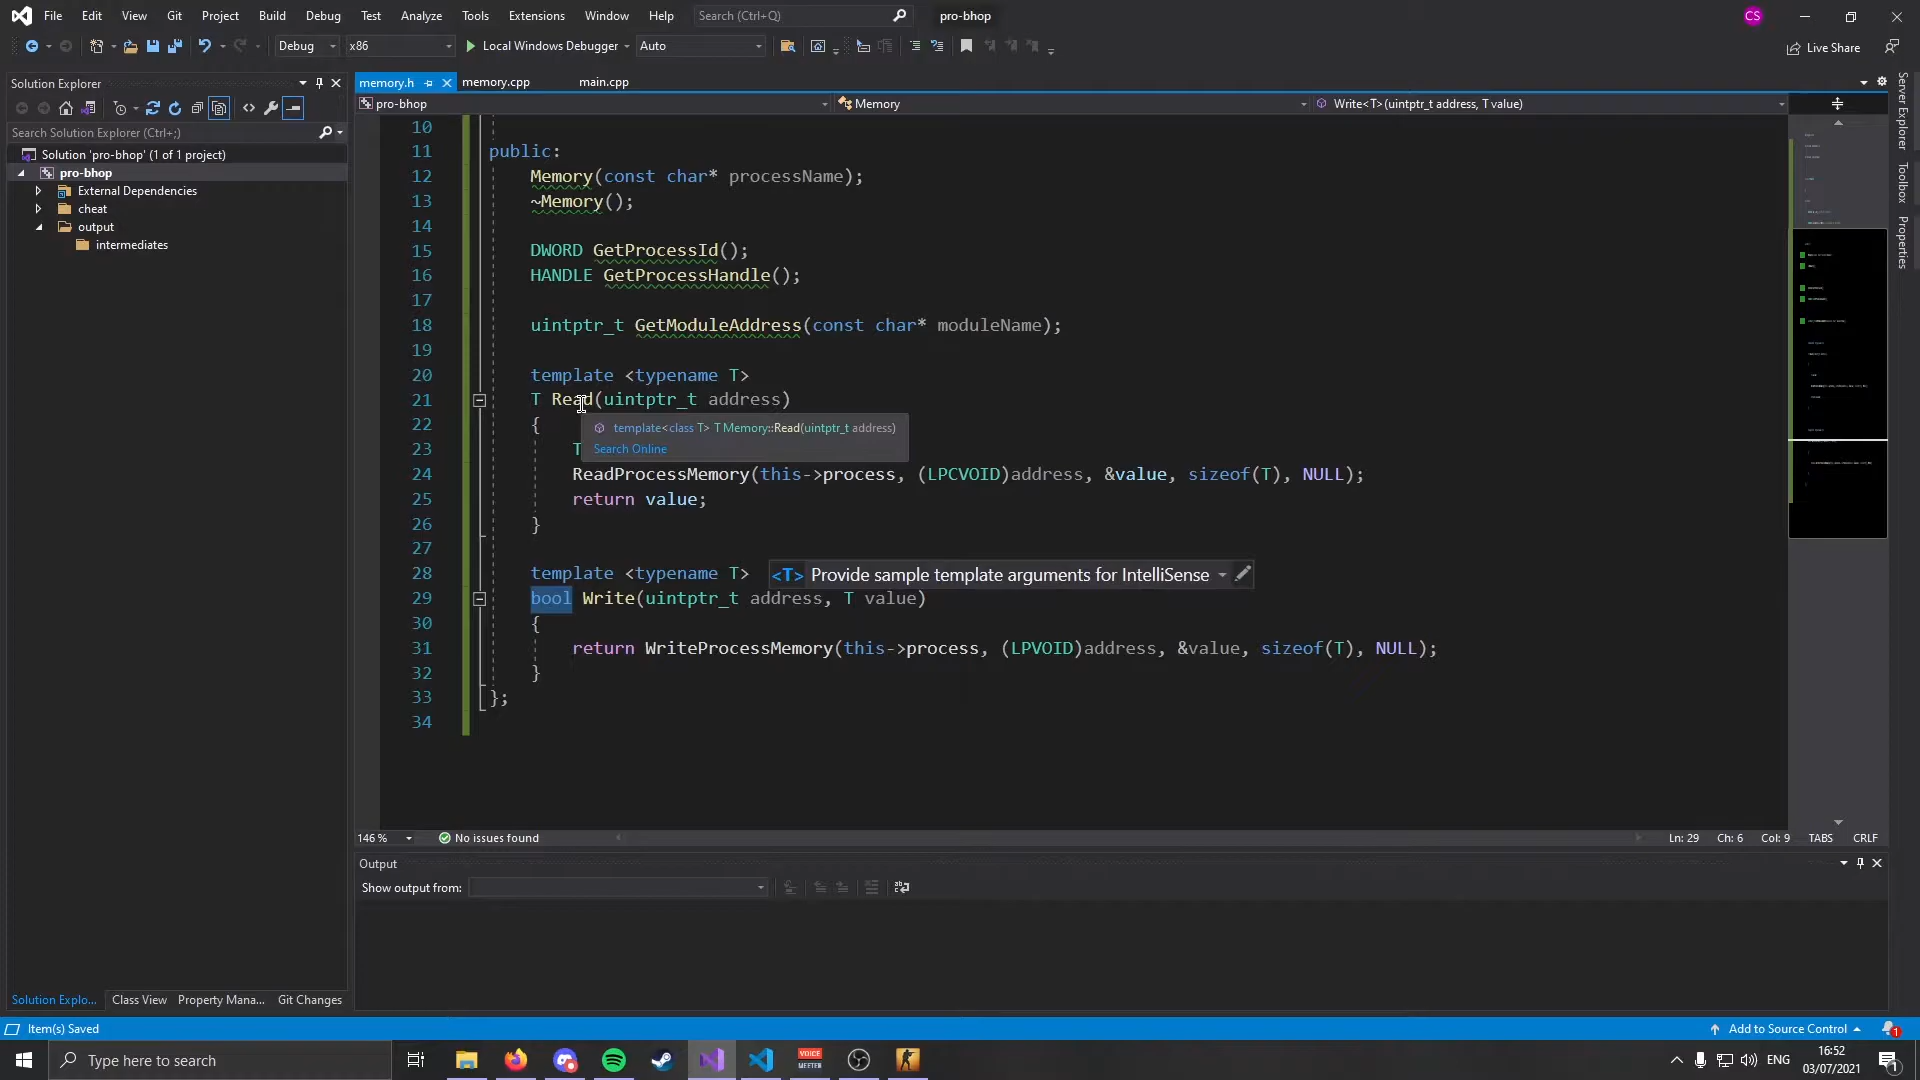 File Edit View Git Project Build Debug Test Analyze Tools Extensions Window Help Search (Ctrl+Q) pro-bhop CS
Debug x86 Local Windows Debugger Auto Live Share
Solution Explorer
Search Solution Explorer (Ctrl+;)
Solution 'pro-bhop' (1 of 1 project)
pro-bhop
External Dependencies
cheat
output
intermediates
Solution Explo... Class View Property Mana... Git Changes
memory.h memory.cpp main.cpp
pro-bhop Memory Write<T>(uintptr_t address, T value)
10
11 public:
12 Memory(const char* processName);
13 ~Memory();
14
15 DWORD GetProcessId();
16 HANDLE GetProcessHandle();
17
18 uintptr_t GetModuleAddress(const char* moduleName);
19
20 template <typename T>
21 T Read(uintptr_t address)
22 {
template<class T> T Memory::Read(uintptr_t address)
Search Online
23 T
24 ReadProcessMemory(this->process, (LPCVOID)address, &value, sizeof(T), NULL);
25 return value;
26 }
27
28 template <typename T> <T> Provide sample template arguments for IntelliSense
29 bool Write(uintptr_t address, T value)
30 {
31 return WriteProcessMemory(this->process, (LPVOID)address, &value, sizeof(T), NULL);
32 }
33 };
34
146 % No issues found Ln: 29 Ch: 6 Col: 9 TABS CRLF
Output
Show output from:
Server Explorer
Toolbox
Properties
Item(s) Saved Add to Source Control 1
Type here to search VOICE MEETER ENG 16:52
03/07/2021 1